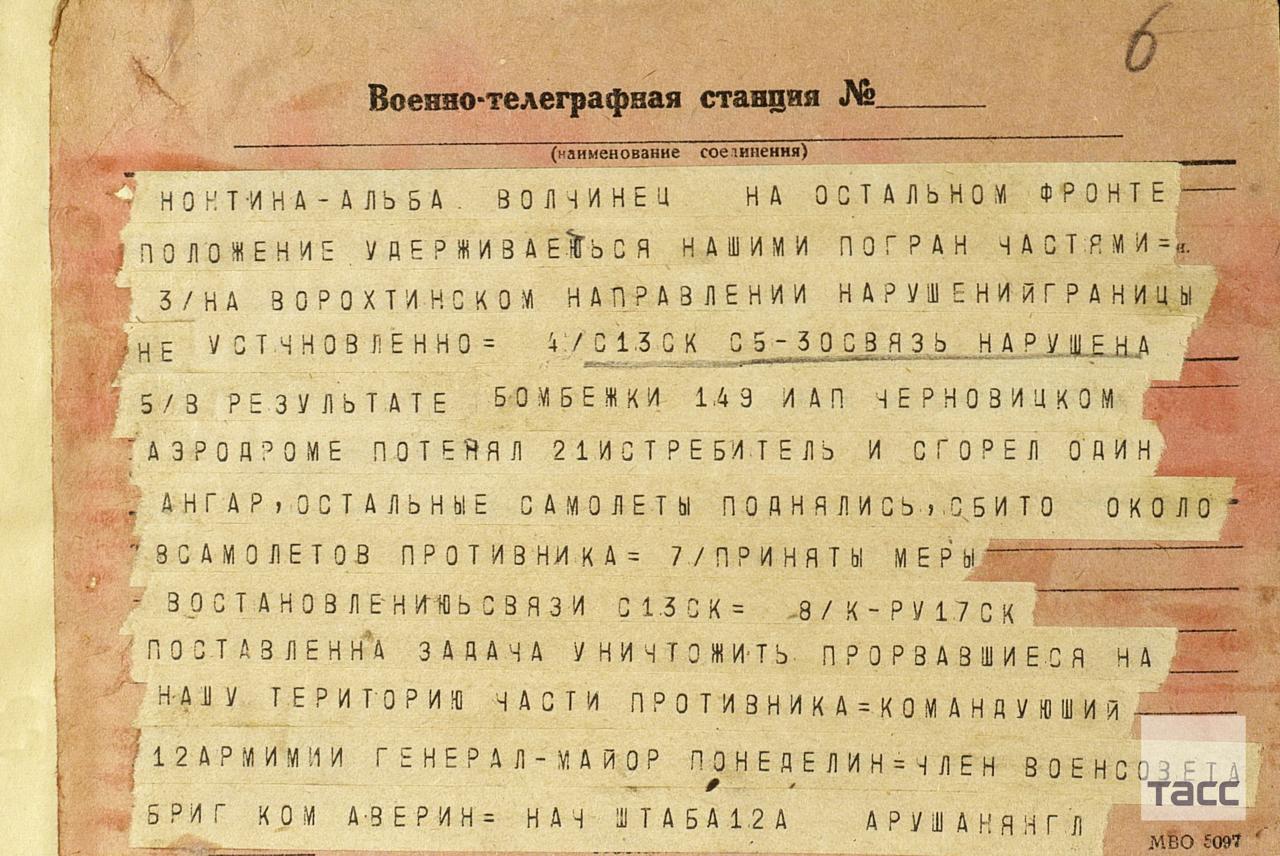 6
Военно-телеграфная станция №
(наименование соединения)
НОНТИНА-АЛЬБА ВОЛЧИНЕЦ НА ОСТАЛЬНОМ ФРОНТЕ
ПОЛОЖЕНИЕ УДЕРЖИВАЕТЬСЯ НАШИМИ ПОГРАН ЧАСТЯМИ= н.
3/НА ВОРОХТИНСКОМ НАПРАВЛЕНИИ НАРУШЕНИЙГРАНИЦЫ
НЕ УСТЧНОВЛЕННО= 4/С13СК С5-30СВЯЗЬ НАРУШЕНА
5/В РЕЗУЛЬТАТЕ БОМБЕЖКИ 149 ИАП ЧЕРНОВИЦКОМ
АЭРОДРОМЕ ПОТЕНЯЛ 21ИСТРЕБИТЕЛЬ И СГОРЕЛ ОДИН
АНГАР,ОСТАЛЬНЫЕ САМОЛЕТЫ ПОДНЯЛИСЬ,СБИТО ОКОЛО
8САМОЛЕТОВ ПРОТИВНИКА= 7/ПРИНЯТЫ МЕРЫ
ВОСТАНОВЛЕНИЮЬСВЯЗИ С13СК= 8/К-РУ17СК
ПОСТАВЛЕННА ЗАДАЧА УНИЧТОЖИТЬ ПРОРВАВШИЕСЯ НА
НАШУ ТЕРИТОРИЮ ЧАСТИ ПРОТИВНИКА=КОМАНДУЮШИЙ
12АРМИМИИ ГЕНЕРАЛ-МАЙОР ПОНЕДЕЛИН=ЧЛЕН ВОЕНСОВЕТА
ТАСС
БРИГ КОМ АВЕРИН= НАЧ ШТАБА12А АРУШАНЯНГЛ
МВО 5097